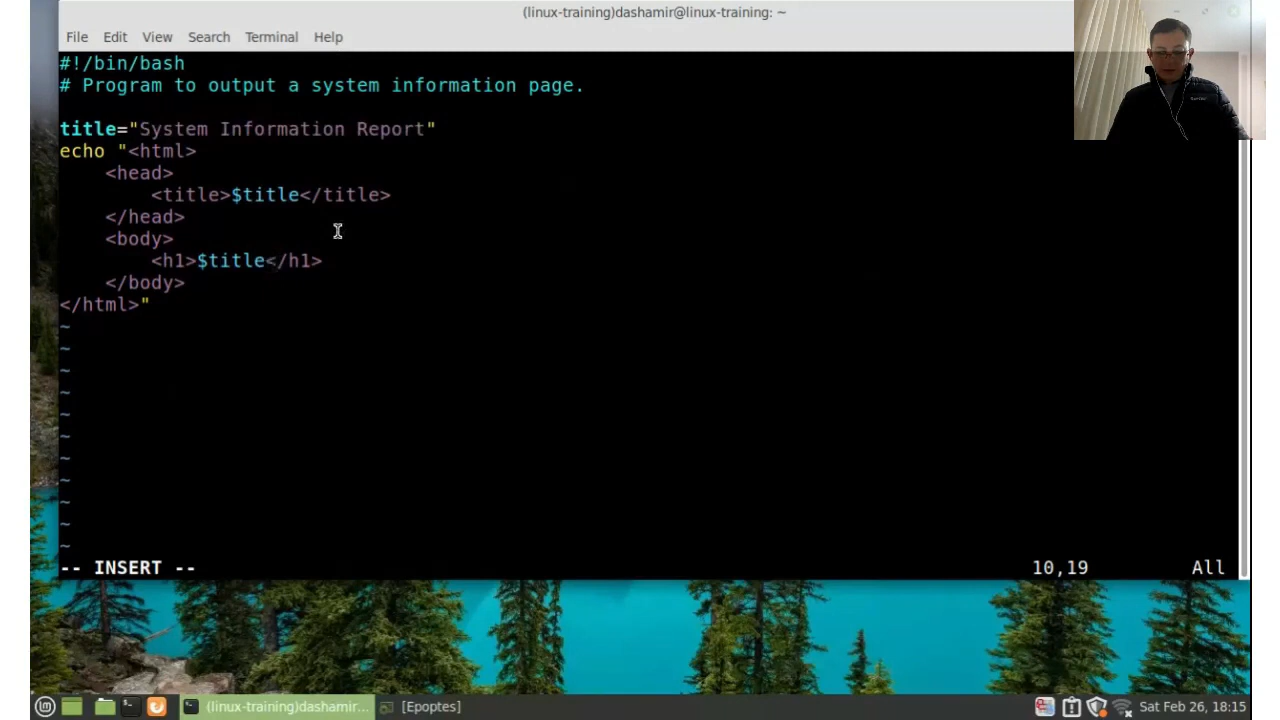 (linux-training)dashamir@linux-training: ~
File Edit View Search Terminal Help
#!/bin/bash
# Program to output a system information page.
title="System Information Report"
echo "<html>
    <head>
        <title>$title</title>
    </head>
    <body>
        <h1>$title</h1>
    </body>
</html>"
~
~
~
~
~
~
~
~
~
~
~
-- INSERT -- 10,19 All
(linux-training)dashamir... [Epoptes] Sat Feb 26, 18:15